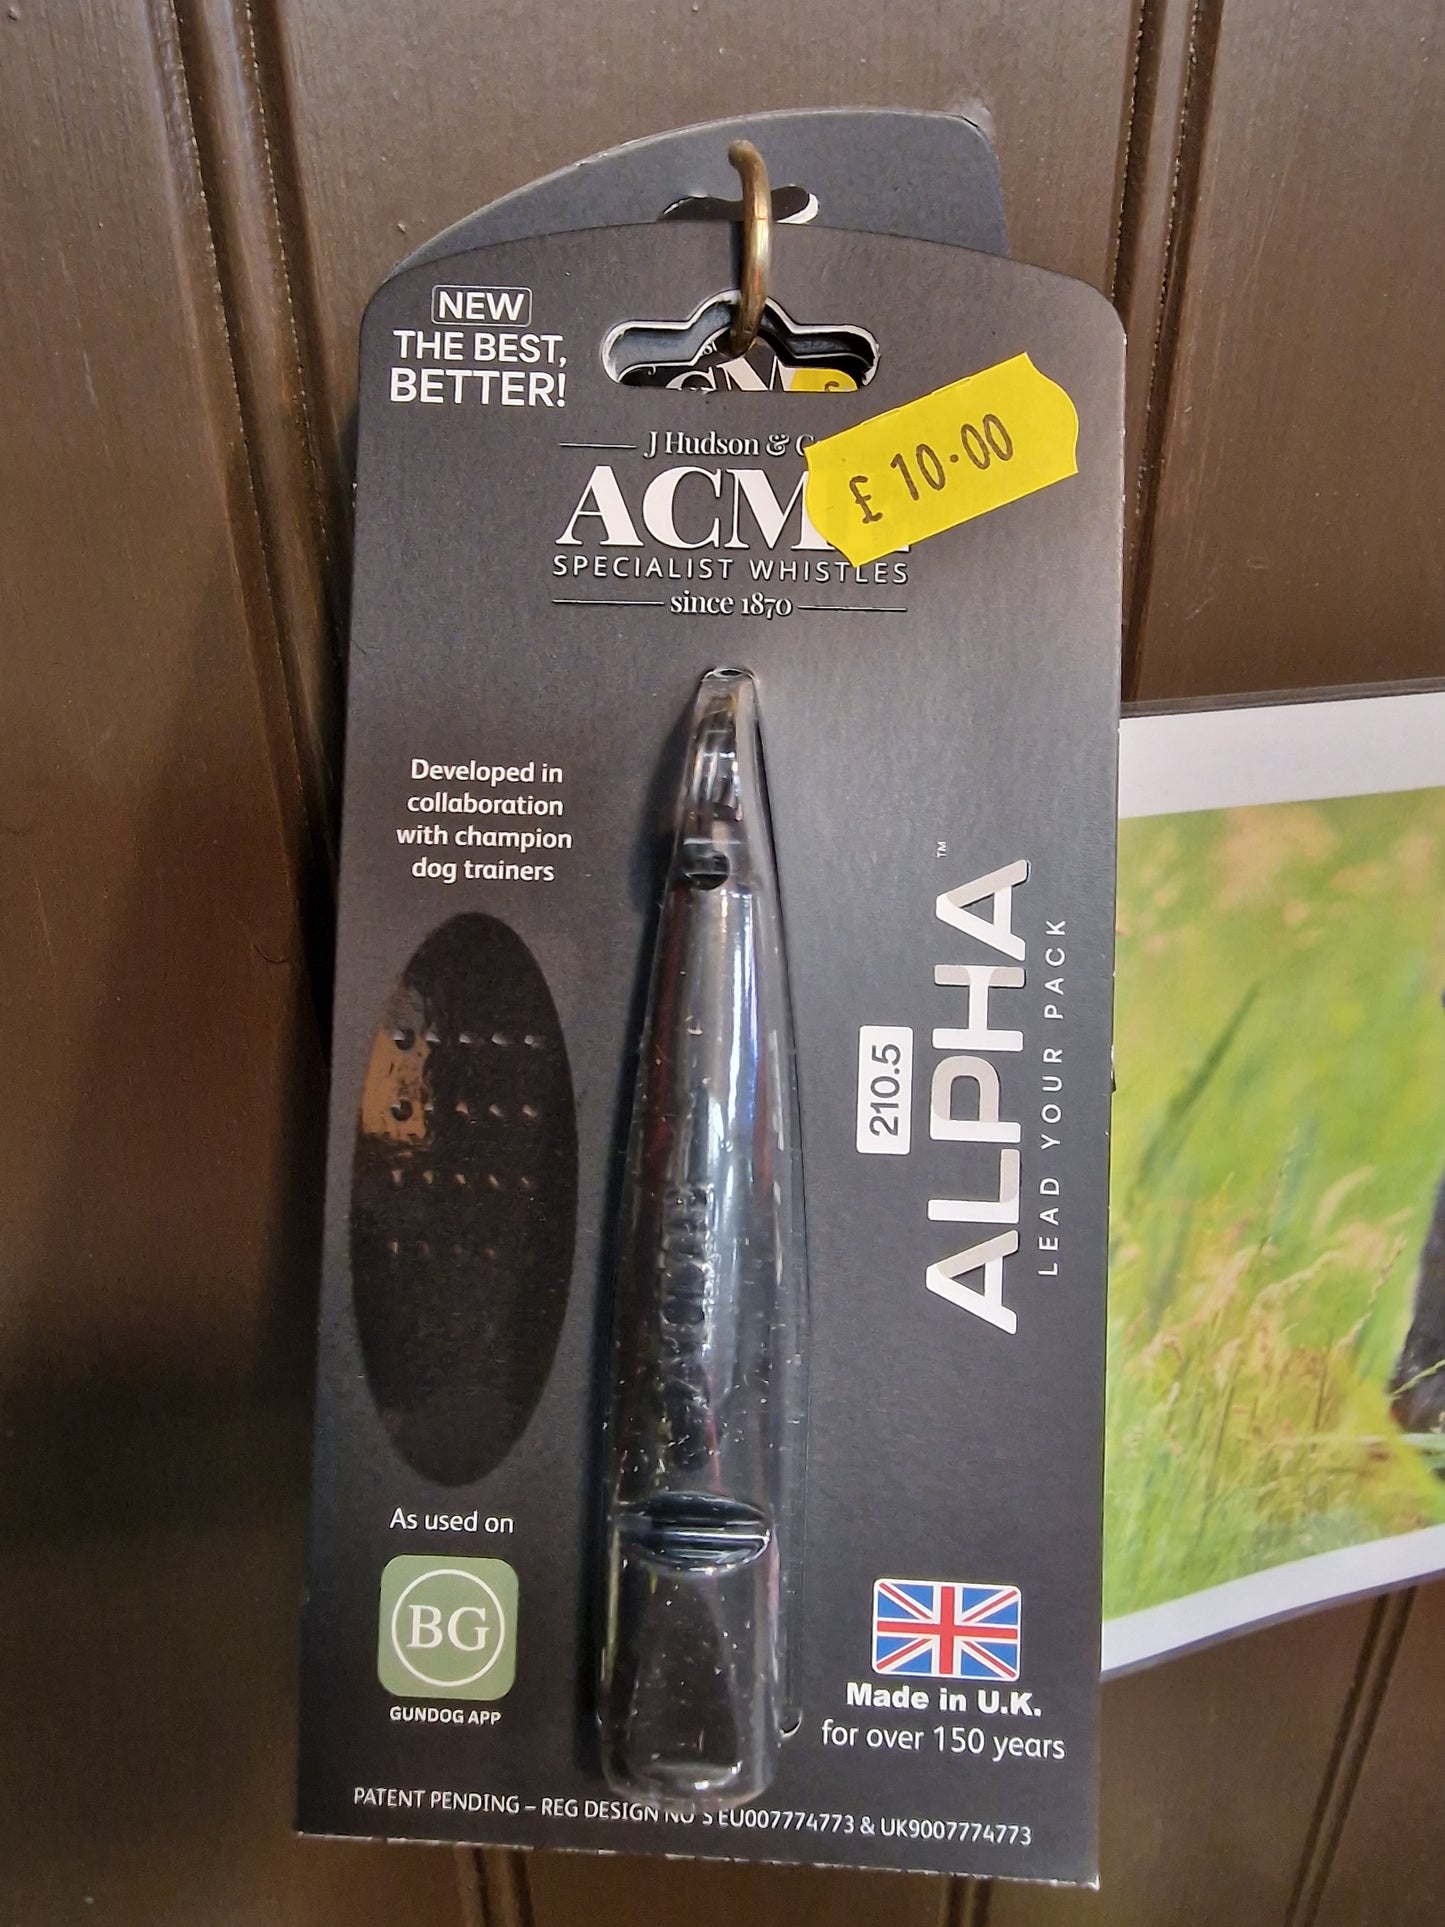 NEW
THE BEST,
BETTER!
£ 10.00
J Hudson &
ACM
SPECIALIST WHISTLES
since 1870
Developed in
collaboration
with champion
dog trainers
210.5
ALPHA™
LEAD YOUR PACK
As used on
BG
GUNDOG APP
Made in U.K.
for over 150 years
PATENT PENDING – REG DESIGN NO'S EU007774773 & UK9007774773